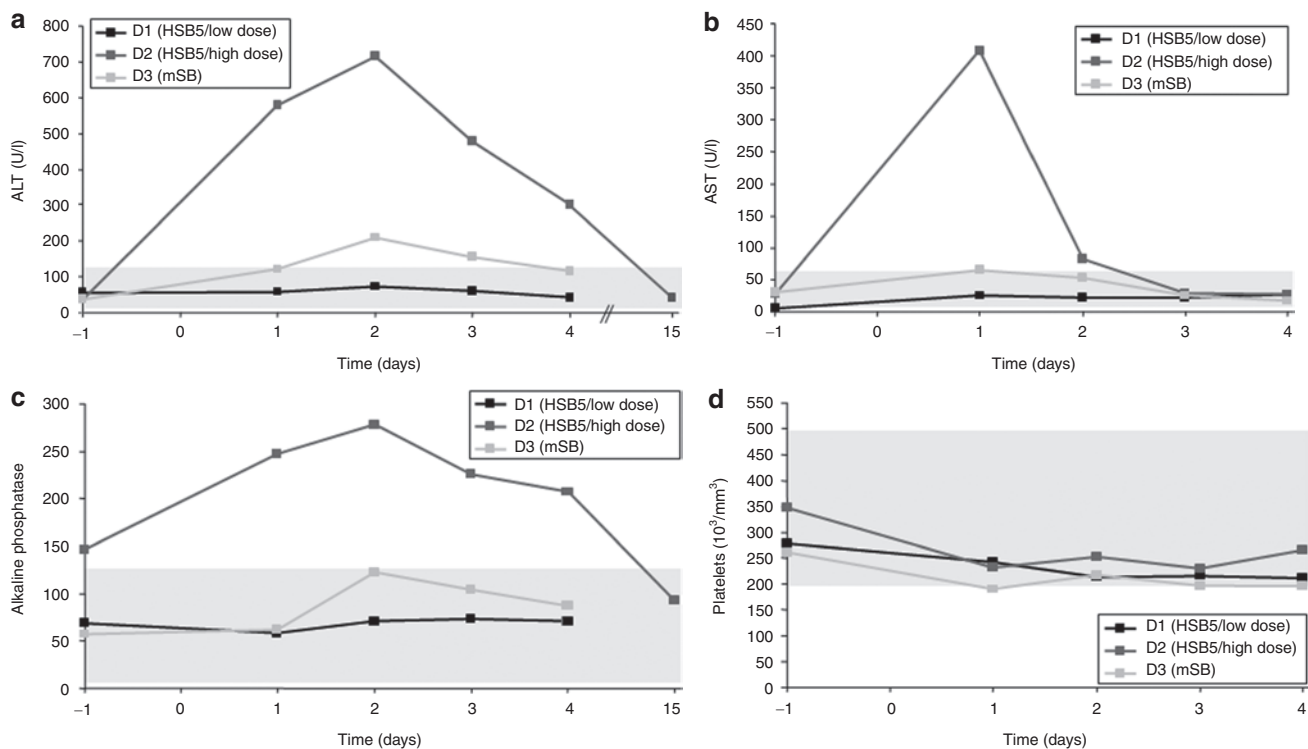 a
800
700
600
500
400
300
200
100
0
ALT (U/l)
D1 (HSB5/low dose)
D2 (HSB5/high dose)
D3 (mSB)
–1 0 1 2 3 4 // 15
Time (days)
b
450
400
350
300
250
200
150
100
50
0
AST (U/l)
D1 (HSB5/low dose)
D2 (HSB5/high dose)
D3 (mSB)
–1 0 1 2 3 4
Time (days)
c
300
250
200
150
100
50
0
Alkaline phosphatase
D1 (HSB5/low dose)
D2 (HSB5/high dose)
D3 (mSB)
–1 0 1 2 3 4 15
Time (days)
d
550
500
450
400
350
300
250
200
150
100
50
0
Platelets (10³/mm³)
D1 (HSB5/low dose)
D2 (HSB5/high dose)
D3 (mSB)
–1 0 1 2 3 4
Time (days)